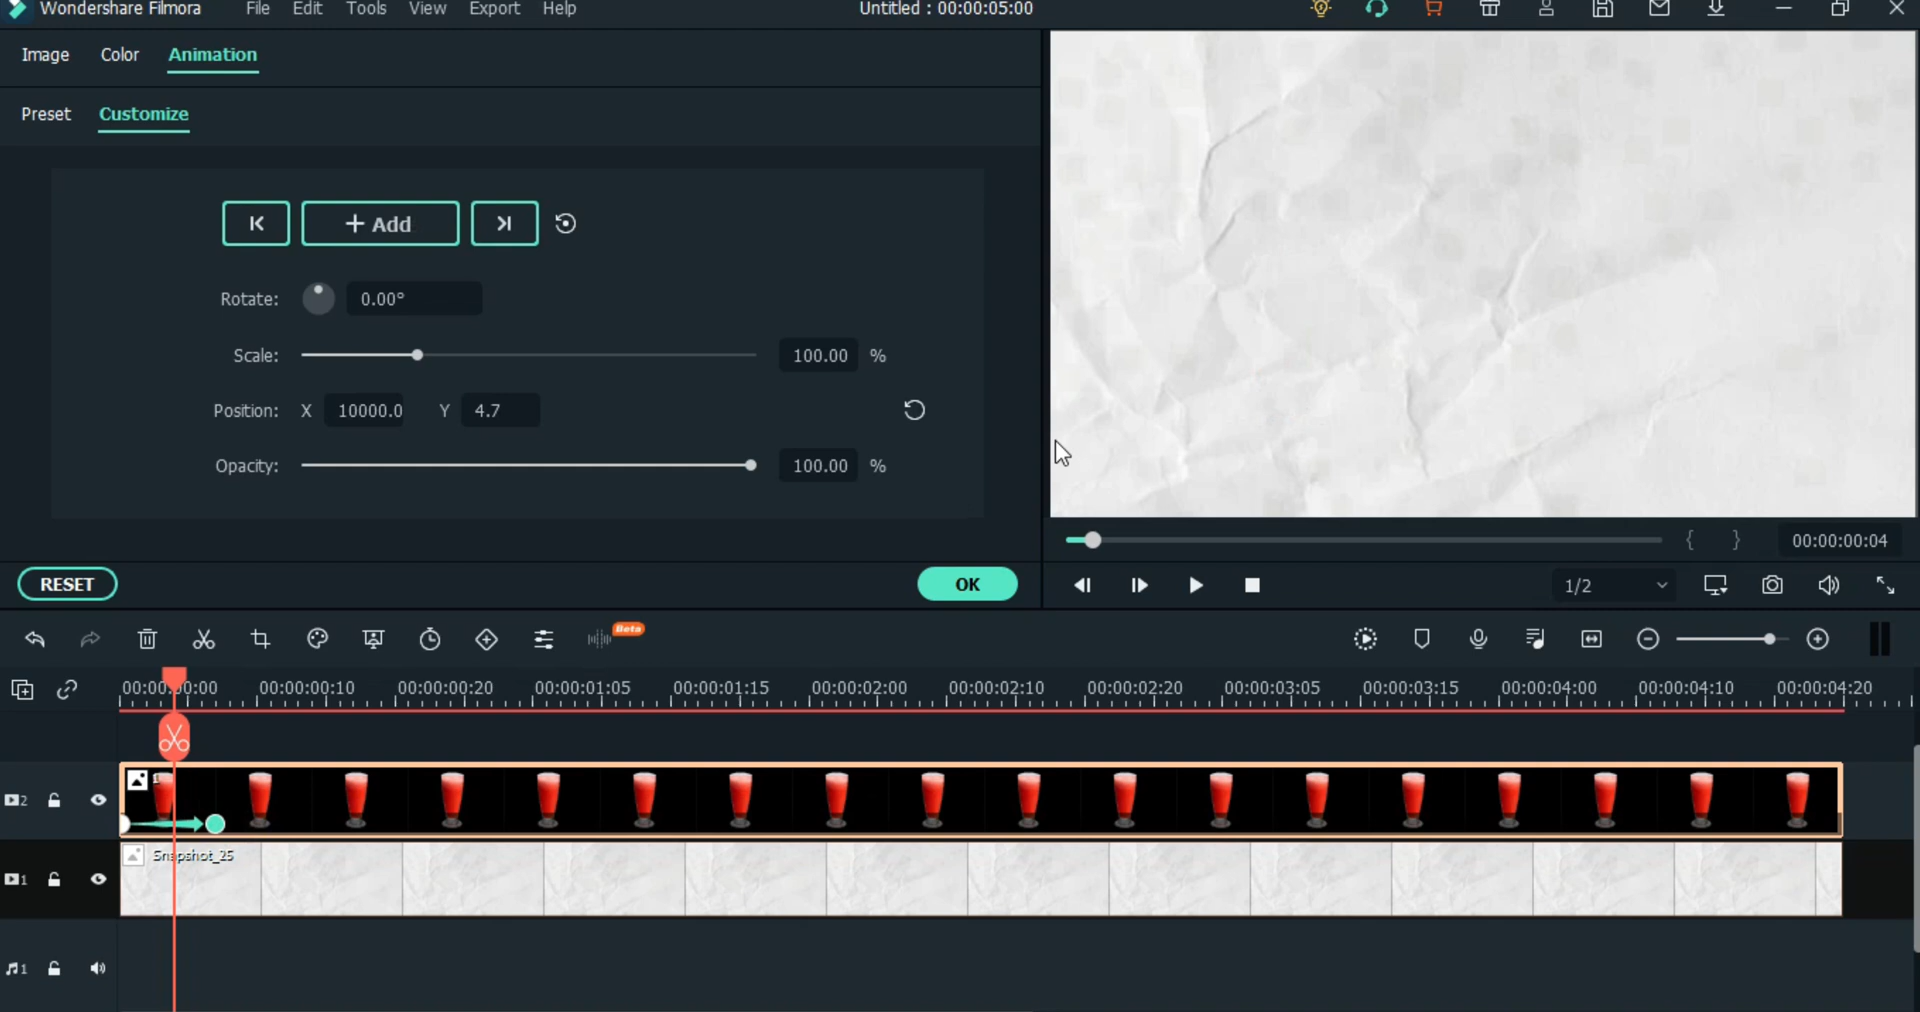 Wondershare Filmora File Edit Tools View Export Help Untitled : 00:00:05:00
Image Color Animation
Preset Customize
+ Add
Rotate: 0.00°
Scale: 100.00 %
Position: X 10000.0 Y 4.7
Opacity: 100.00 %
{ } 00:00:00:04
RESET OK
1/2
Beta
00:00:00:00 00:00:00:10 00:00:00:20 00:00:01:05 00:00:01:15 00:00:02:00 00:00:02:10 00:00:02:20 00:00:03:05 00:00:03:15 00:00:04:00 00:00:04:10 00:00:04:20
2
1
Snapshot_25
1